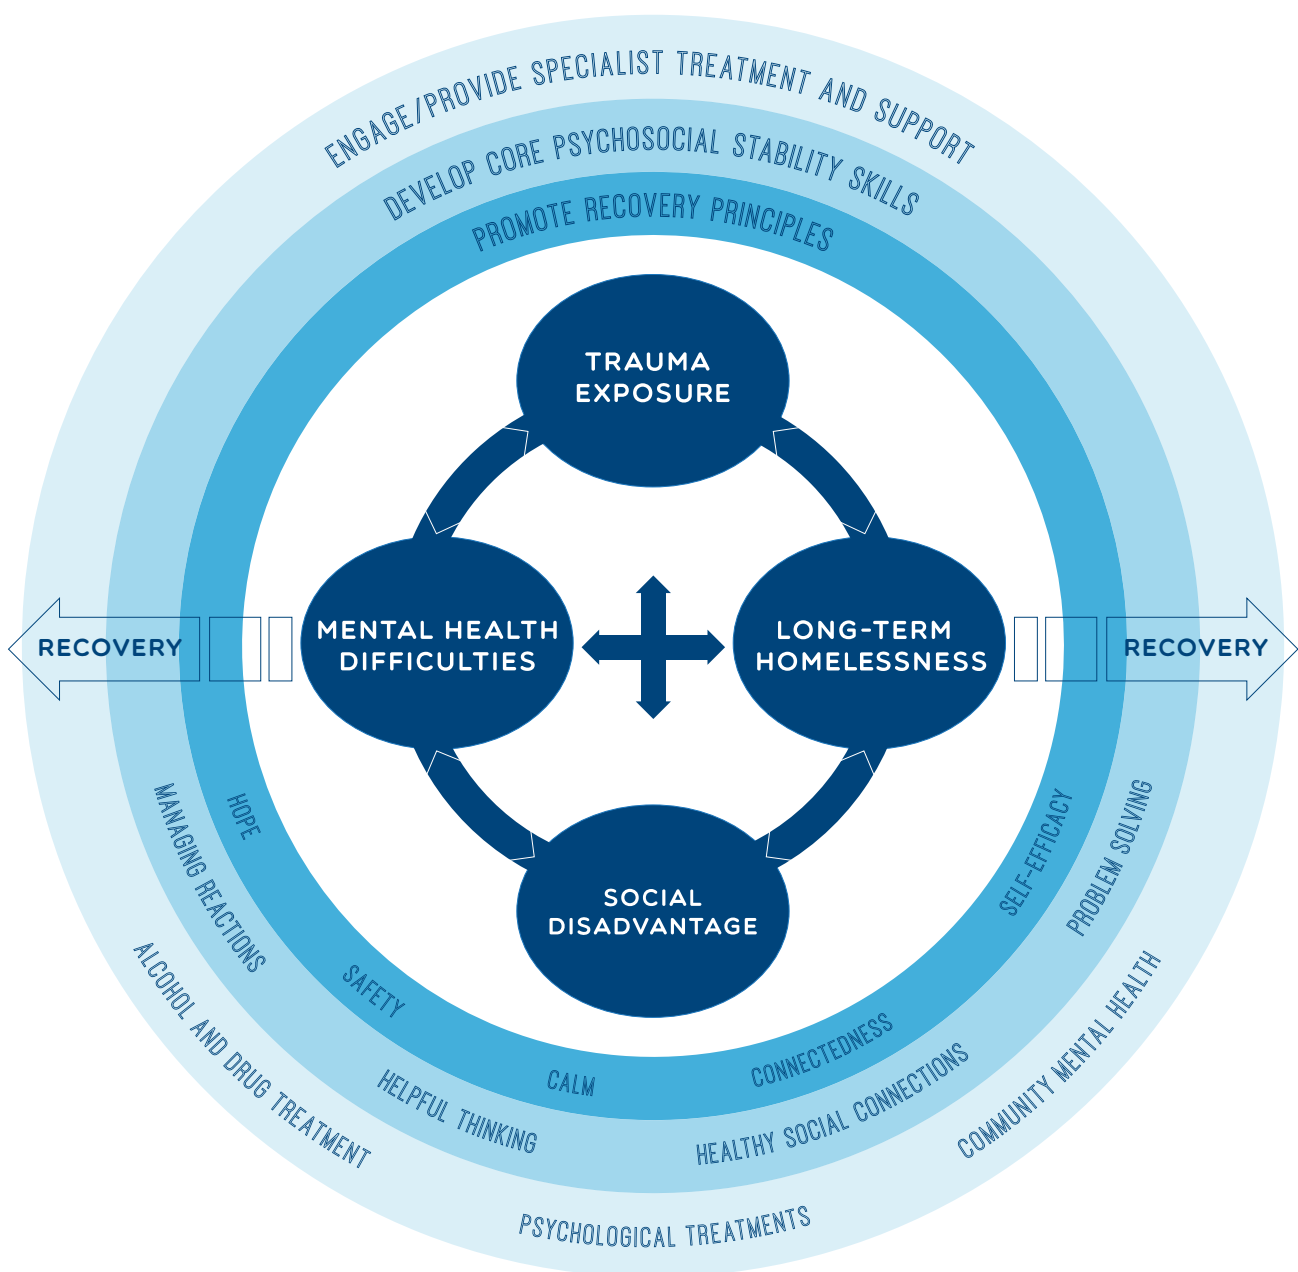 ENGAGE/PROVIDE SPECIALIST TREATMENT AND SUPPORT
DEVELOP CORE PSYCHOSOCIAL STABILITY SKILLS
PROMOTE RECOVERY PRINCIPLES
TRAUMA
EXPOSURE
MENTAL HEALTH
DIFFICULTIES
LONG-TERM
HOMELESSNESS
RECOVERY
RECOVERY
SOCIAL
DISADVANTAGE
HOPE
SAFETY
CALM
CONNECTEDNESS
SELF-EFFICACY
MANAGING REACTIONS
HELPFUL THINKING
HEALTHY SOCIAL CONNECTIONS
PROBLEM SOLVING
ALCOHOL AND DRUG TREATMENT
PSYCHOLOGICAL TREATMENTS
COMMUNITY MENTAL HEALTH